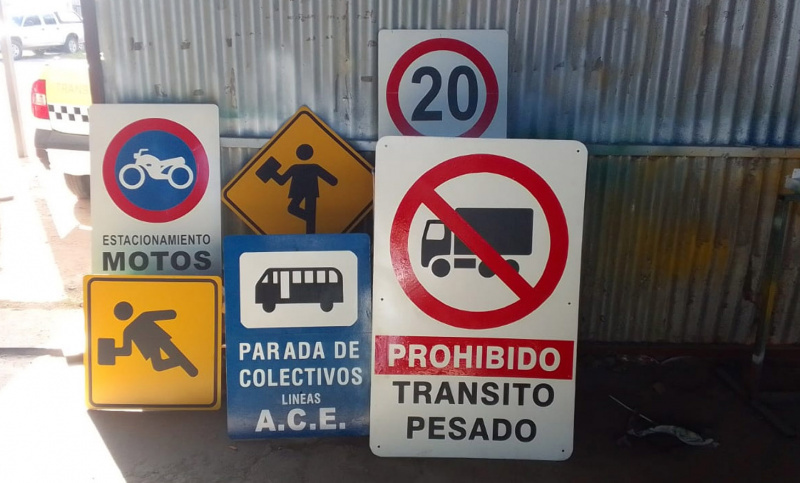 20
ESTACIONAMIENTO
MOTOS
PARADA DE
COLECTIVOS
LINEAS
A.C.E.
PROHIBIDO
TRANSITO
PESADO